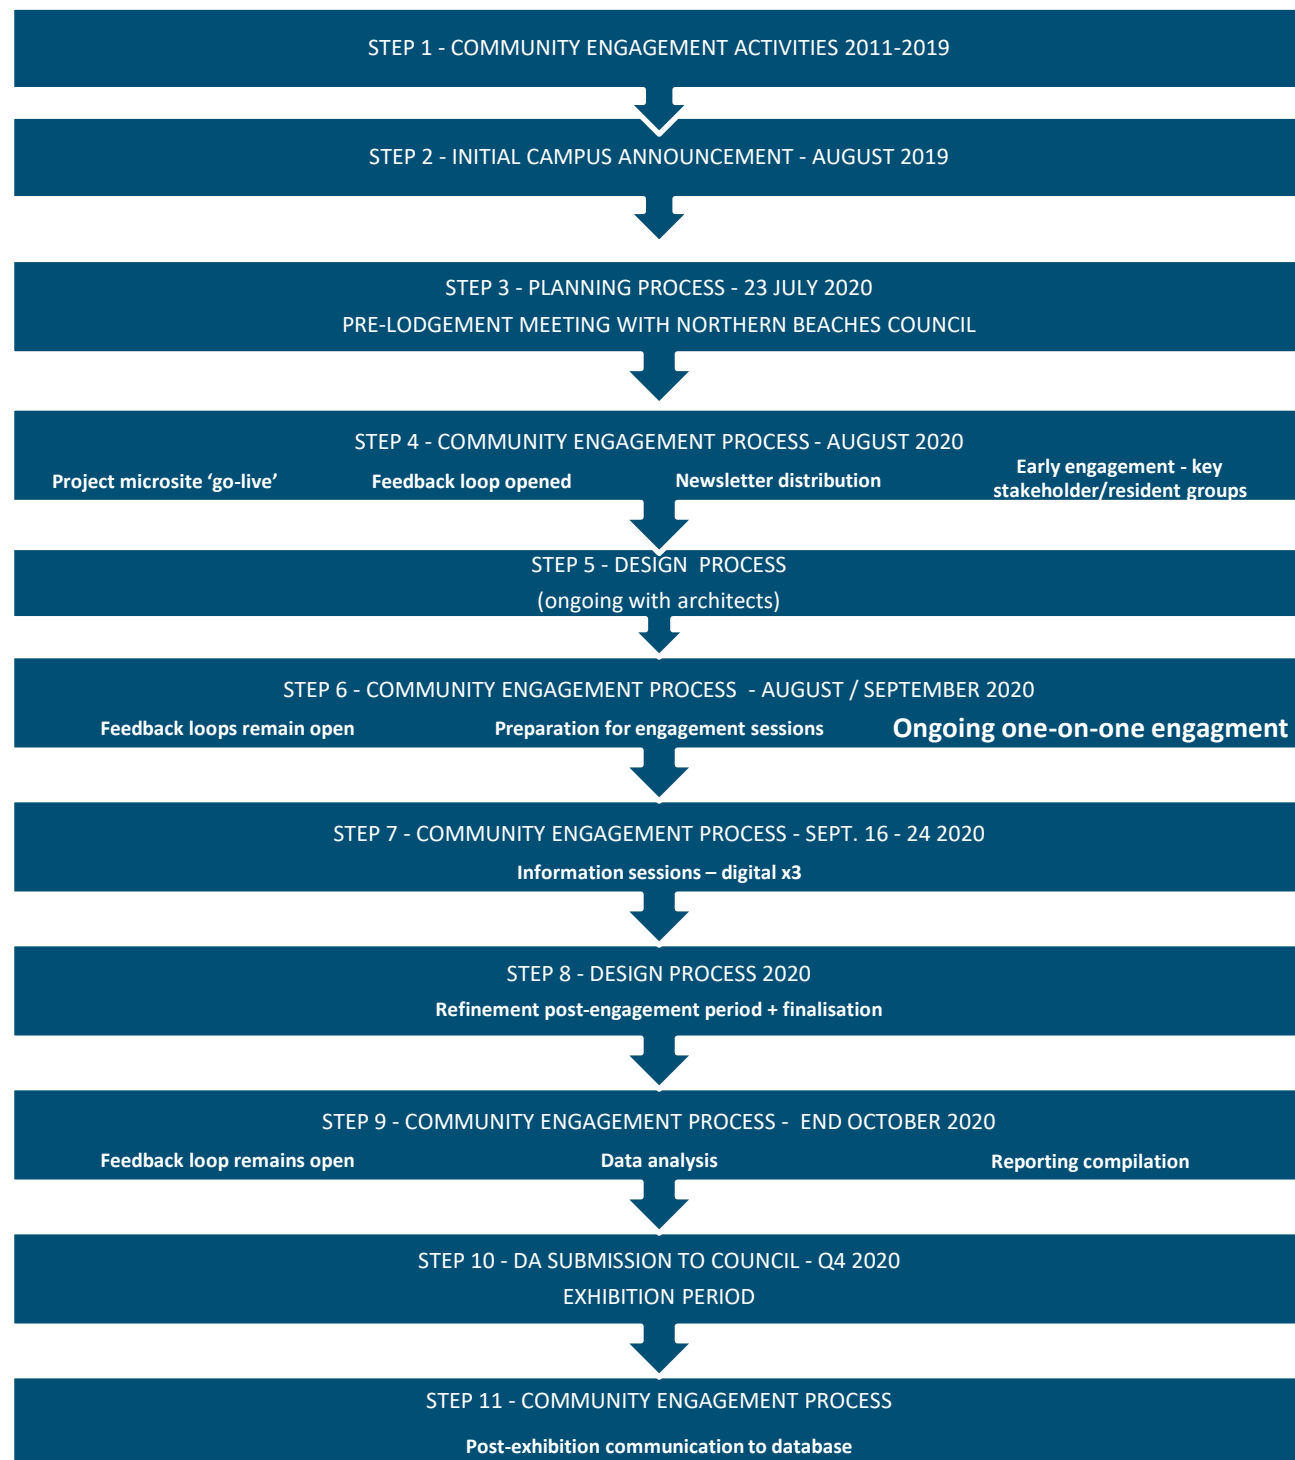 STEP 1 - COMMUNITY ENGAGEMENT ACTIVITIES 2011-2019
STEP 2 - INITIAL CAMPUS ANNOUNCEMENT - AUGUST 2019
STEP 3 - PLANNING PROCESS - 23 JULY 2020
PRE-LODGEMENT MEETING WITH NORTHERN BEACHES COUNCIL
STEP 4 - COMMUNITY ENGAGEMENT PROCESS - AUGUST 2020
Project microsite ‘go-live’
Feedback loop opened
Newsletter distribution
Early engagement - key
stakeholder/resident groups
STEP 5 - DESIGN PROCESS
(ongoing with architects)
STEP 6 - COMMUNITY ENGAGEMENT PROCESS - AUGUST / SEPTEMBER 2020
Feedback loops remain open
Preparation for engagement sessions
Ongoing one-on-one engagment
STEP 7 - COMMUNITY ENGAGEMENT PROCESS - SEPT. 16 - 24 2020
Information sessions – digital x3
STEP 8 - DESIGN PROCESS 2020
Refinement post-engagement period + finalisation
STEP 9 - COMMUNITY ENGAGEMENT PROCESS - END OCTOBER 2020
Feedback loop remains open
Data analysis
Reporting compilation
STEP 10 - DA SUBMISSION TO COUNCIL - Q4 2020
EXHIBITION PERIOD
STEP 11 - COMMUNITY ENGAGEMENT PROCESS
Post-exhibition communication to database